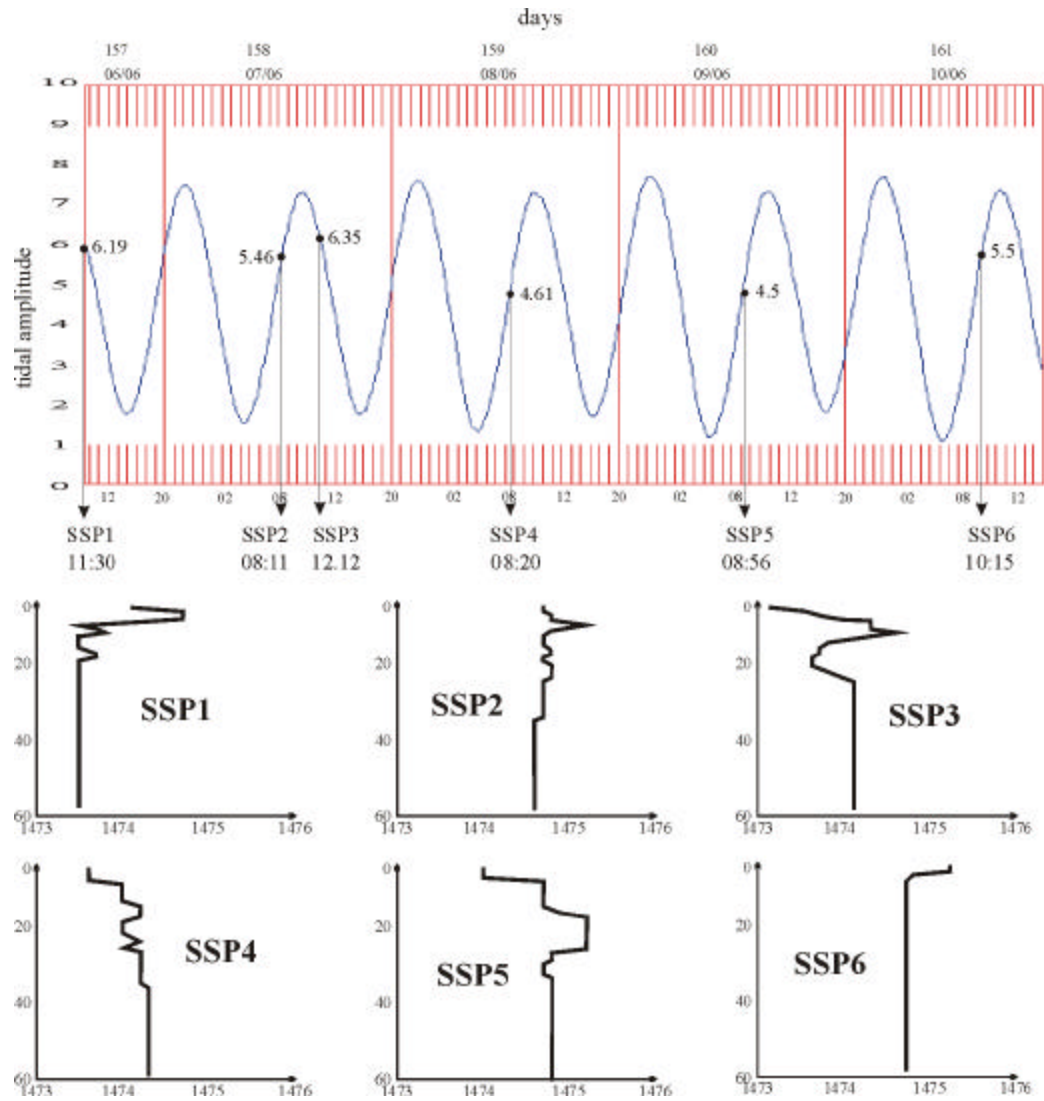 days
157 158 159 160 161
06/06 07/06 08/06 09/06 10/06
tidal amplitude
10
9
8
7
6
5
4
3
2
1
0
6.19 5.46 6.35 4.61 4.5 5.5
12 20 02 08 12 20 02 08 12 20 02 08 12 20 02 08 12
SSP1 SSP2 SSP3 SSP4 SSP5 SSP6
11:30 08:11 12.12 08:20 08:56 10:15
0
20
40
60
1473 1474 1475 1476
SSP1
0
20
40
60
1473 1474 1475 1476
SSP2
0
20
40
60
1473 1474 1475 1476
SSP3
0
20
40
60
1473 1474 1475 1476
SSP4
0
20
40
60
1473 1474 1475 1476
SSP5
0
20
40
60
1473 1474 1475 1476
SSP6